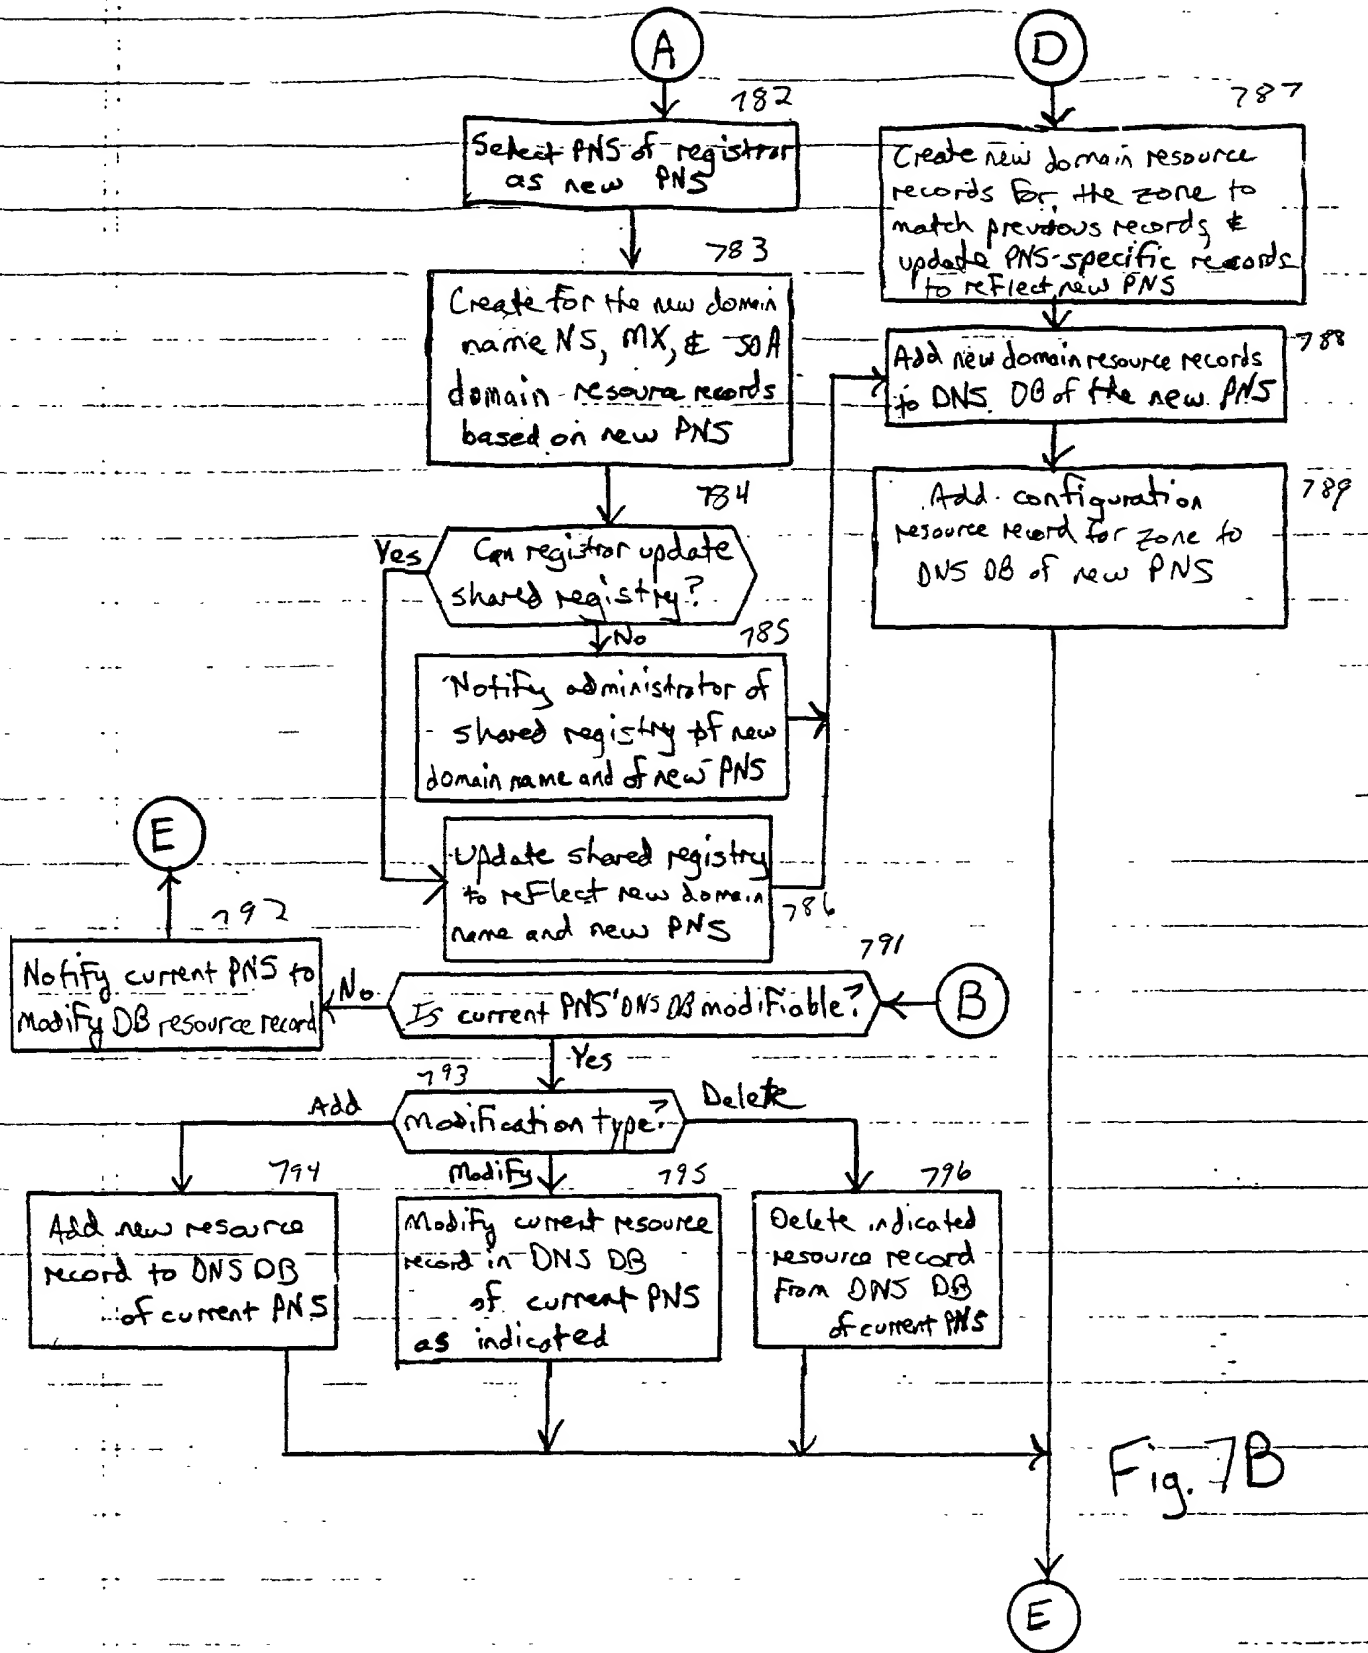 A
782
Select PNS of registrar
as new PNS
783
Create for the new domain
name NS, MX, & SOA
domain resource records
based on new PNS
784
Can registrar update
shared registry?
Yes
No
785
Notify administrator of
shared registry of new
domain name and of new PNS
Update shared registry
to reflect new domain
name and new PNS
786
D
787
Create new domain resource
records for the zone to
match previous records &
update PNS-specific records
to reflect new PNS
788
Add new domain resource records
to DNS DB of the new PNS
789
Add configuration
resource record for zone to
DNS DB of new PNS
E
792
Notify current PNS to
Modify DB resource record
No
791
Is current PNS' DNS DB modifiable?
B
Yes
793
Modification type?
Add
Modify
Delete
794
Add new resource
record to DNS DB
of current PNS
795
Modify current resource
record in DNS DB
of current PNS
as indicated
796
Delete indicated
resource record
From DNS DB
of current PNS
Fig. 7B
E